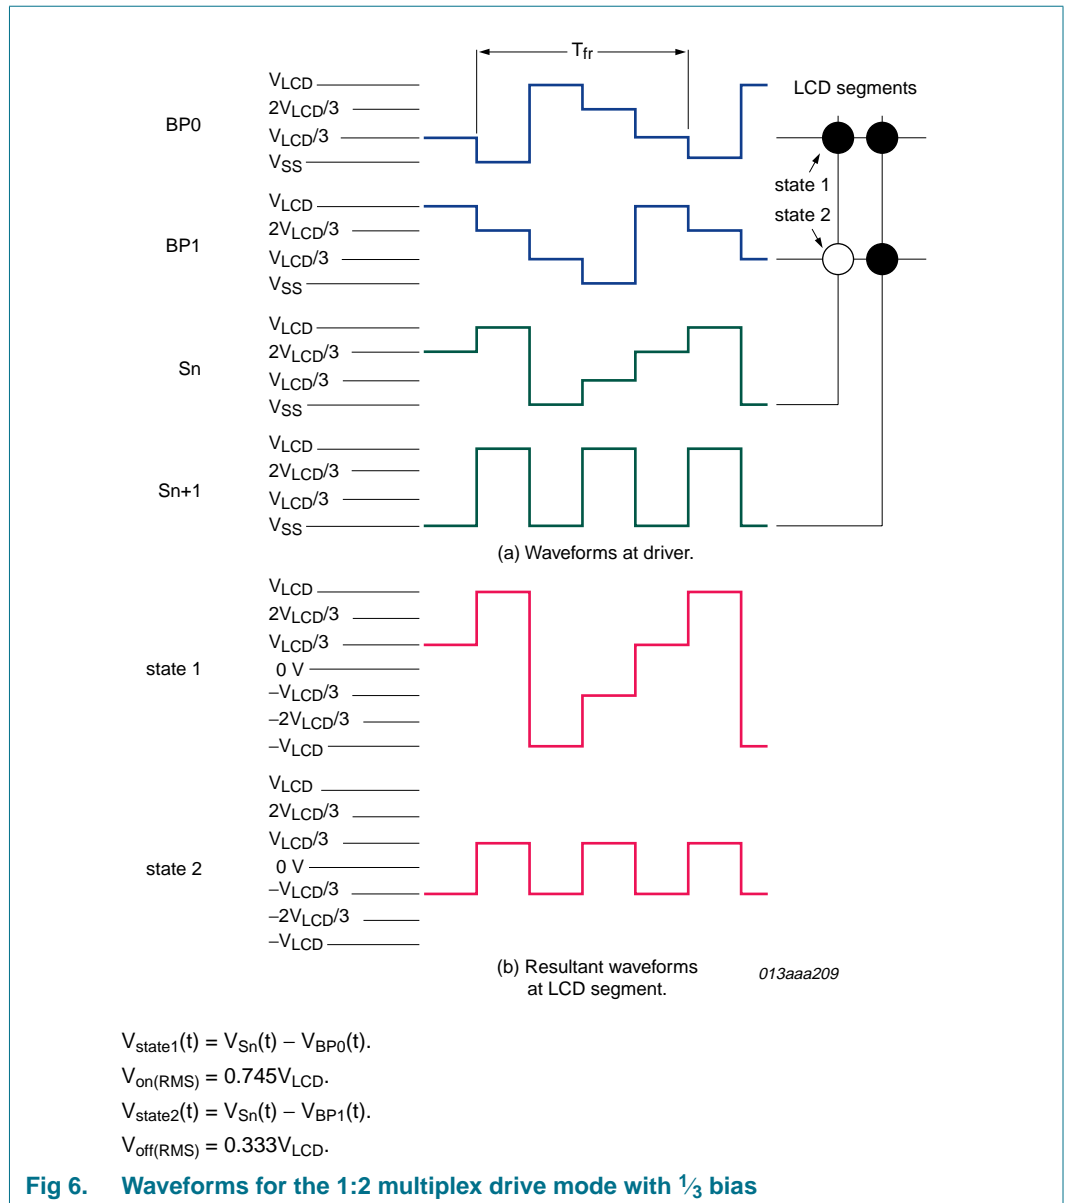 Tfr
LCD segments
BP0
VLCD
2VLCD/3
VLCD/3
VSS
state 1
state 2
BP1
VLCD
2VLCD/3
VLCD/3
VSS
Sn
VLCD
2VLCD/3
VLCD/3
VSS
Sn+1
VLCD
2VLCD/3
VLCD/3
VSS
(a) Waveforms at driver.
state 1
VLCD
2VLCD/3
VLCD/3
0 V
−VLCD/3
−2VLCD/3
−VLCD
state 2
VLCD
2VLCD/3
VLCD/3
0 V
−VLCD/3
−2VLCD/3
−VLCD
(b) Resultant waveforms
at LCD segment.
013aaa209
Vstate1(t) = VSn(t) − VBP0(t).
Von(RMS) = 0.745VLCD.
Vstate2(t) = VSn(t) − VBP1(t).
Voff(RMS) = 0.333VLCD.
Fig 6. Waveforms for the 1:2 multiplex drive mode with 1⁄3 bias